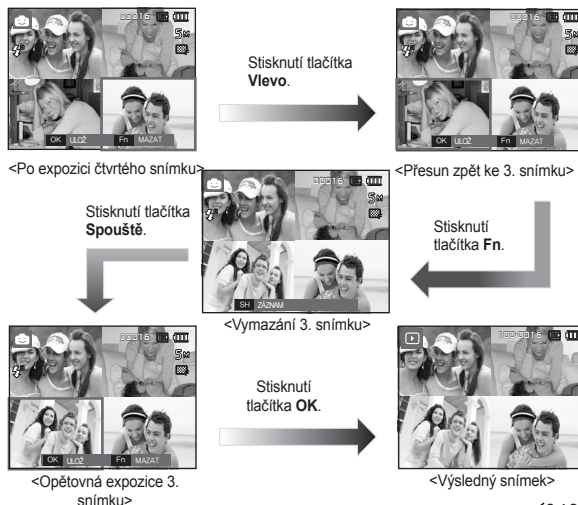 00016
5M
OK ULOŽ Fn MAZAT
Stisknutí tlačítka
Vlevo.
00016
5M
OK ULOŽ Fn MAZAT
<Po expozici čtvrtého snímku>
<Přesun zpět ke 3. snímku>
Stisknutí tlačítka
Spouště.
00016
5M
SH ZÁZNAM
Stisknutí
tlačítka Fn.
<Vymazání 3. snímku>
00016
5M
OK ULOŽ Fn MAZAT
Stisknutí
tlačítka OK.
100-0016
<Opětovná expozice 3.
snímku>
<Výsledný snímek>